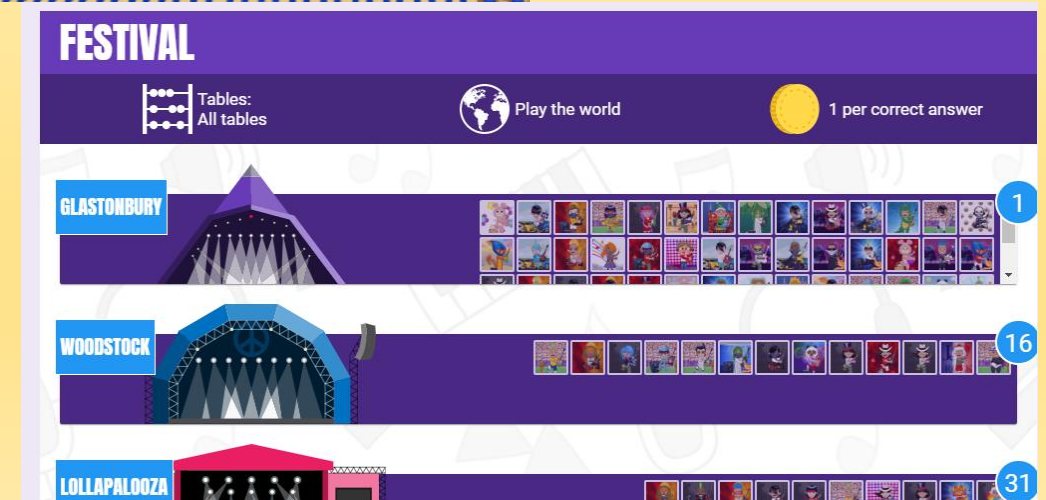 FESTIVAL
Tables:
All tables
Play the world
1 per correct answer
GLASTONBURY
1
WOODSTOCK
16
LOLLAPALOOZA
31